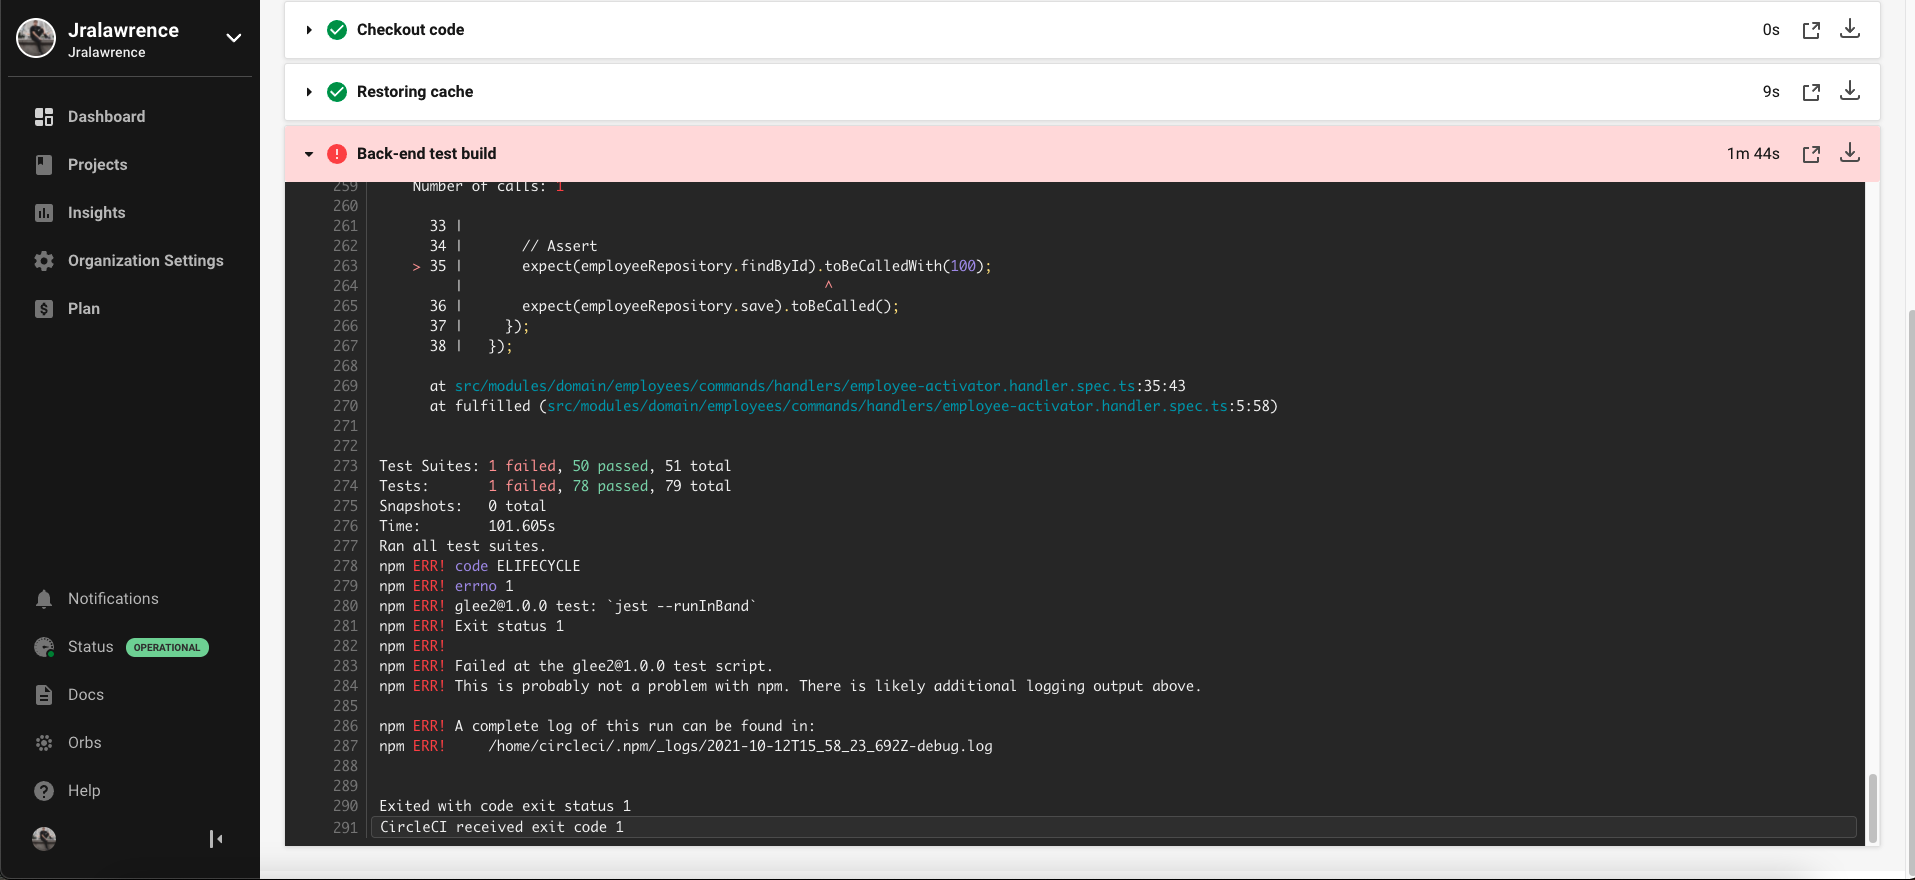 Jralawrence
Jralawrence
Dashboard
Projects
Insights
Organization Settings
Plan
Notifications
Status OPERATIONAL
Docs
Orbs
Help
Checkout code 0s
Restoring cache 9s
Back-end test build 1m 44s
259 Number of calls: 1
260
261 33 |
262 34 | // Assert
263 > 35 | expect(employeeRepository.findById).toBeCalledWith(100);
264 | ^
265 36 | expect(employeeRepository.save).toBeCalled();
266 37 | });
267 38 | });
268
269 at src/modules/domain/employees/commands/handlers/employee-activator.handler.spec.ts:35:43
270 at fulfilled (src/modules/domain/employees/commands/handlers/employee-activator.handler.spec.ts:5:58)
271
272
273 Test Suites: 1 failed, 50 passed, 51 total
274 Tests: 1 failed, 78 passed, 79 total
275 Snapshots: 0 total
276 Time: 101.605s
277 Ran all test suites.
278 npm ERR! code ELIFECYCLE
279 npm ERR! errno 1
280 npm ERR! glee2@1.0.0 test: `jest --runInBand`
281 npm ERR! Exit status 1
282 npm ERR!
283 npm ERR! Failed at the glee2@1.0.0 test script.
284 npm ERR! This is probably not a problem with npm. There is likely additional logging output above.
285
286 npm ERR! A complete log of this run can be found in:
287 npm ERR! /home/circleci/.npm/_logs/2021-10-12T15_58_23_692Z-debug.log
288
289
290 Exited with code exit status 1
291 CircleCI received exit code 1